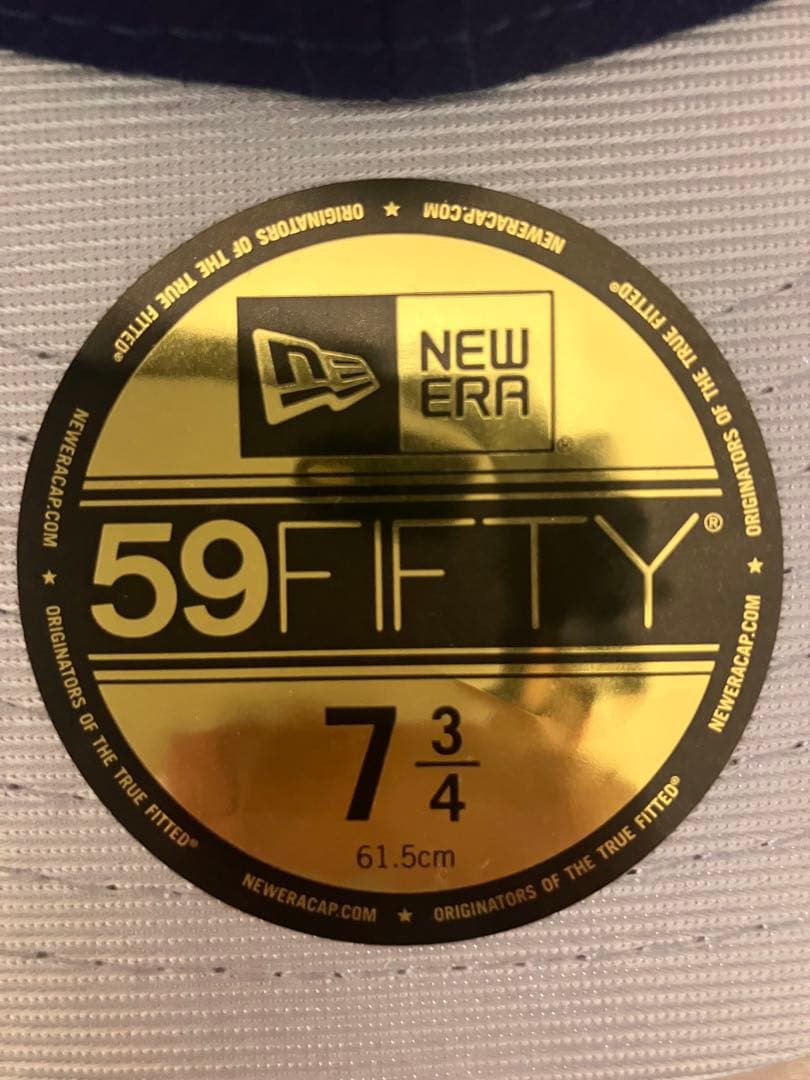 NEW
ERA®
59FIFTY®
7 3/4
61.5cm
NEWERACAP.COM ★ ORIGINATORS OF THE TRUE FITTED®
NEWERACAP.COM ★ ORIGINATORS OF THE TRUE FITTED®
NEWERACAP.COM ★ ORIGINATORS OF THE TRUE FITTED®
NEWERACAP.COM ★ ORIGINATORS OF THE TRUE FITTED®